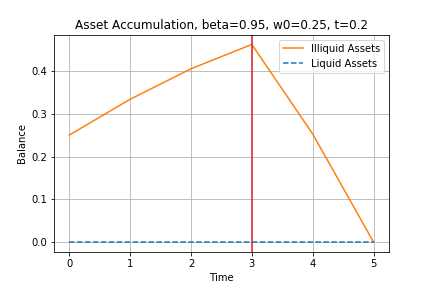 Asset Accumulation, beta=0.95, w0=0.25, t=0.2
Illiquid Assets
Liquid Assets
Balance
0.4
0.3
0.2
0.1
0.0
0 1 2 3 4 5
Time